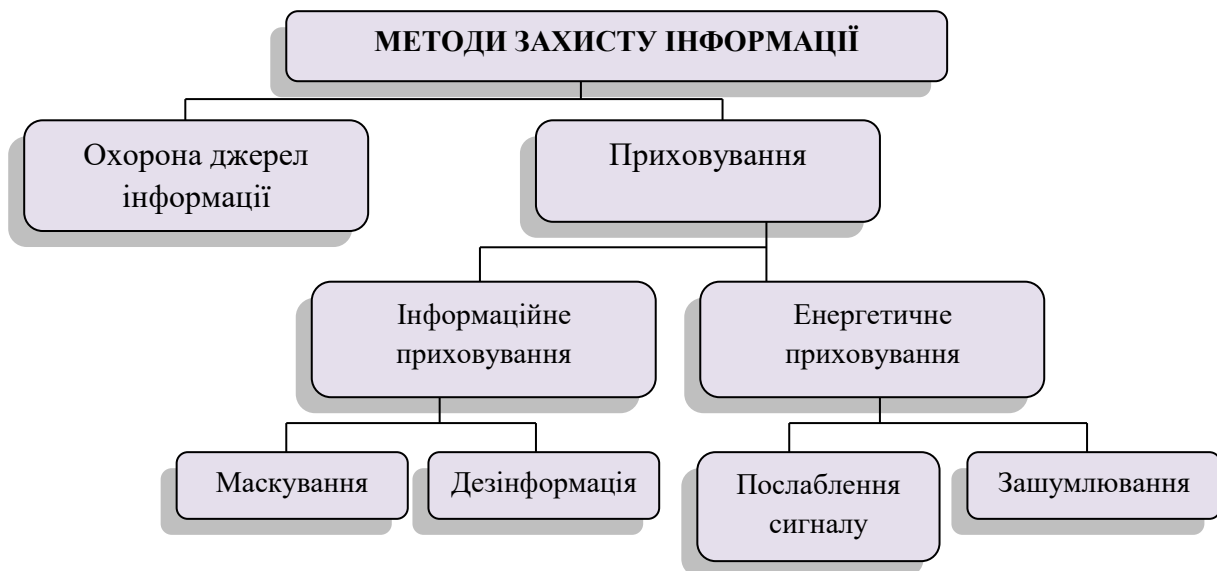 МЕТОДИ ЗАХИСТУ ІНФОРМАЦІЇ
Охорона джерел
інформації
Приховування
Інформаційне
приховування
Енергетичне
приховування
Маскування
Дезінформація
Послаблення
сигналу
Зашумлювання